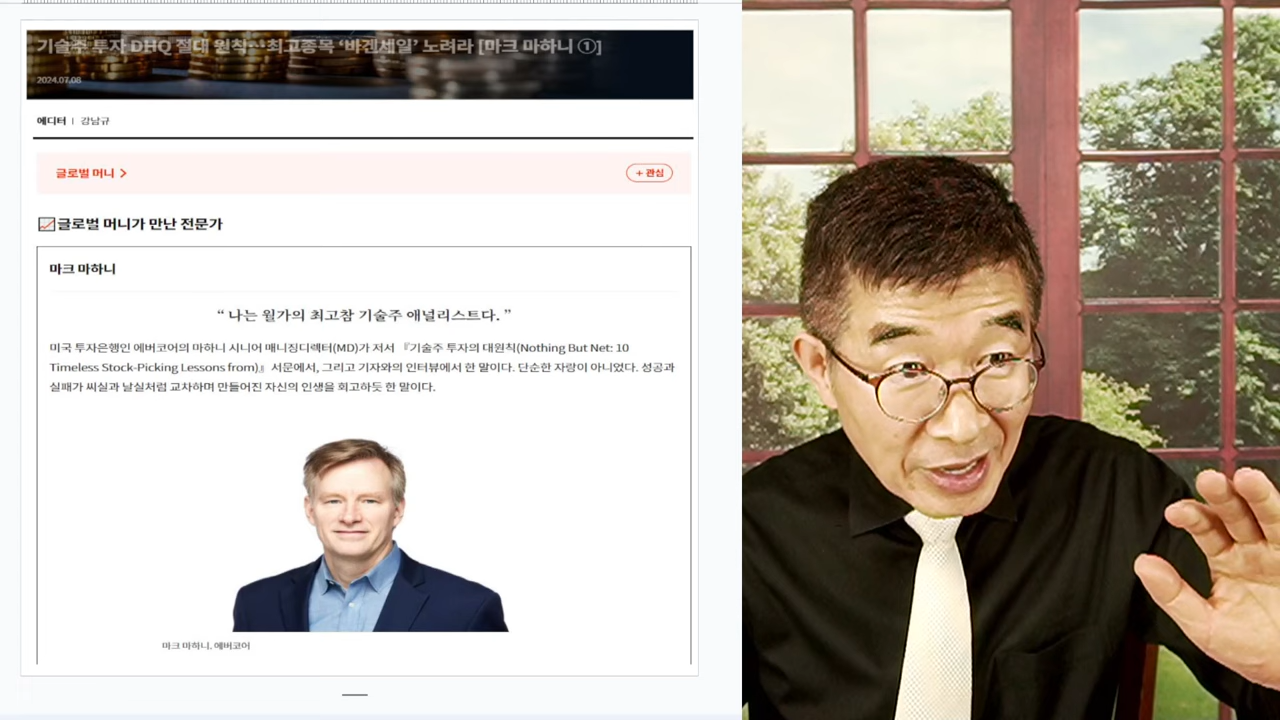 기술주 투자 DHQ 절대 원칙…최고종목 ‘바겐세일’ 노려라 [마크 마하니 ①]
2024.07.08
에디터 | 강남규
글로벌 머니 >
+ 관심
📈글로벌 머니가 만난 전문가
마크 마하니
“ 나는 월가의 최고참 기술주 애널리스트다. ”
미국 투자은행인 에버코어의 마하니 시니어 매니징디렉터(MD)가 저서 『기술주 투자의 대원칙(Nothing But Net: 10
Timeless Stock-Picking Lessons from)』 서문에서, 그리고 기자와의 인터뷰에서 한 말이다. 단순한 자랑이 아니었다. 성공과
실패가 씨실과 날실처럼 교차하며 만들어진 자신의 인생을 회고하듯 한 말이다.
마크 마하니, 에버코어